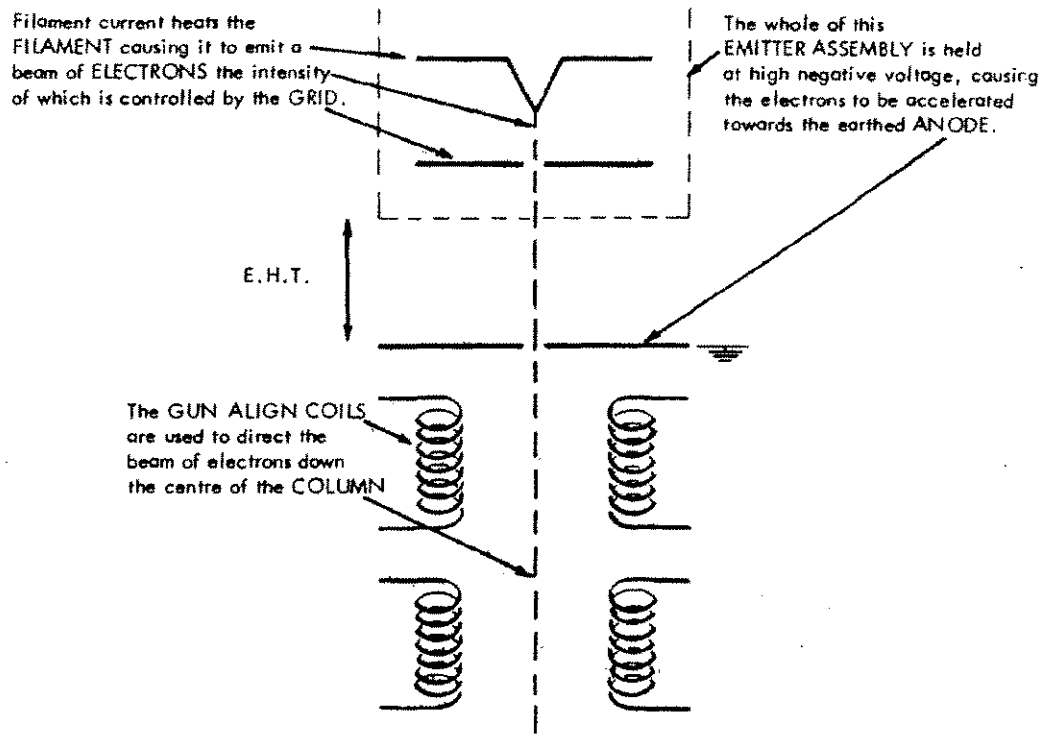 Filament current heats the
FILAMENT causing it to emit a
beam of ELECTRONS the intensity
of which is controlled by the GRID.
The whole of this
EMITTER ASSEMBLY is held
at high negative voltage, causing
the electrons to be accelerated
towards the earthed ANODE.
E.H.T.
The GUN ALIGN COILS
are used to direct the
beam of electrons down
the centre of the COLUMN